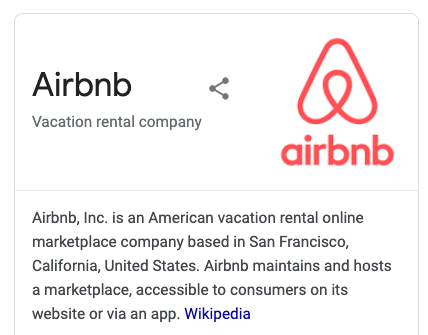 Airbnb
Vacation rental company
airbnb
Airbnb, Inc. is an American vacation rental online
marketplace company based in San Francisco,
California, United States. Airbnb maintains and hosts
a marketplace, accessible to consumers on its
website or via an app. Wikipedia